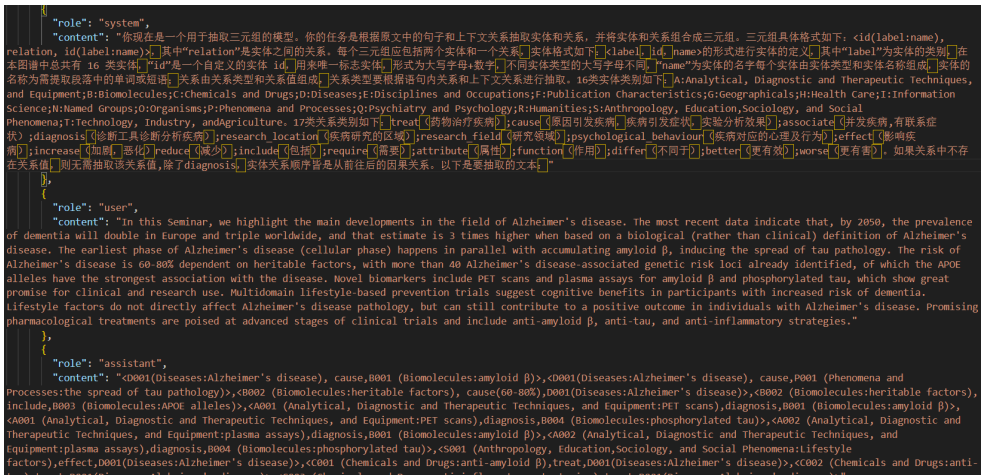 {
"role": "system",
"content": "你现在是一个用于抽取三元组的模型。你的任务是根据原文中的句子和上下文关系抽取实体和关系，并将实体和关系组合成三元组。三元组具体格式如下：<id(label:name),
relation, id(label:name)>，其中“relation”是实体之间的关系。每个三元组应包括两个实体和一个关系，实体格式如下：<label, id, name>的形式进行实体的定义，其中“label”为实体的类别，在
本图谱中总共有 16 类实体，“id”是一个自定义的实体 id，用来唯一标志实体，形式为大写字母+数字，不同实体类型的大写字母不同，“name”为实体的名字每个实体由实体类型和实体名称组成，实体的
名称为需提取段落中的单词或短语，关系由关系类型和关系值组成，关系类型要根据语句内关系和上下文关系进行抽取。16类实体类别如下：A:Analytical, Diagnostic and Therapeutic Techniques,
and Equipment;B:Biomolecules;C:Chemicals and Drugs;D:Diseases;E:Disciplines and Occupations;F:Publication Characteristics;G:Geographicals;H:Health Care;I:Information
Science;N:Named Groups;O:Organisms;P:Phenomena and Processes;Q:Psychiatry and Psychology;R:Humanities;S:Anthropology, Education,Sociology, and Social
Phenomena;T:Technology, Industry, andAgriculture。17类关系类别如下，treat（药物治疗疾病）;cause（原因引发疾病，疾病引发症状，实验分析效果）;associate（并发疾病,有联系症
状）;diagnosis（诊断工具诊断分析疾病）;research_location（疾病研究的区域）;research_field（研究领域）;psychological_behaviour（疾病对应的心理及行为）;effect（影响疾
病）;increase（加剧，恶化）reduce（减少）;include（包括）;require（需要）;attribute（属性）;function（作用）;differ（不同于）;better（更有效）;worse（更有害）。如果关系中不存
在关系值，则无需抽取该关系值,除了diagnosis，实体关系顺序皆是从前往后的因果关系。以下是要抽取的文本："
},
{
"role": "user",
"content": "In this Seminar, we highlight the main developments in the field of Alzheimer's disease. The most recent data indicate that, by 2050, the prevalence
of dementia will double in Europe and triple worldwide, and that estimate is 3 times higher when based on a biological (rather than clinical) definition of Alzheimer's
disease. The earliest phase of Alzheimer's disease (cellular phase) happens in parallel with accumulating amyloid β, inducing the spread of tau pathology. The risk of
Alzheimer's disease is 60-80% dependent on heritable factors, with more than 40 Alzheimer's disease-associated genetic risk loci already identified, of which the APOE
alleles have the strongest association with the disease. Novel biomarkers include PET scans and plasma assays for amyloid β and phosphorylated tau, which show great
promise for clinical and research use. Multidomain lifestyle-based prevention trials suggest cognitive benefits in participants with increased risk of dementia.
Lifestyle factors do not directly affect Alzheimer's disease pathology, but can still contribute to a positive outcome in individuals with Alzheimer's disease. Promising
pharmacological treatments are poised at advanced stages of clinical trials and include anti-amyloid β, anti-tau, and anti-inflammatory strategies."
},
{
"role": "assistant",
"content": "<D001(Diseases:Alzheimer's disease), cause,B001 (Biomolecules:amyloid β)>,<D001(Diseases:Alzheimer's disease), cause,P001 (Phenomena and
Processes:the spread of tau pathology)>,<B002 (Biomolecules:heritable factors), cause(60-80%),D001(Diseases:Alzheimer's disease)>,<B002 (Biomolecules:heritable factors),
include,B003 (Biomolecules:APOE alleles)>,<A001 (Analytical, Diagnostic and Therapeutic Techniques, and Equipment:PET scans),diagnosis,B001 (Biomolecules:amyloid β)>,
<A001 (Analytical, Diagnostic and Therapeutic Techniques, and Equipment:PET scans),diagnosis,B004 (Biomolecules:phosphorylated tau)>,<A002 (Analytical, Diagnostic and
Therapeutic Techniques, and Equipment:plasma assays),diagnosis,B001 (Biomolecules:amyloid β)>,<A002 (Analytical, Diagnostic and Therapeutic Techniques, and
Equipment:plasma assays),diagnosis,B004 (Biomolecules:phosphorylated tau)>,<S001 (Anthropology, Education,Sociology, and Social Phenomena:Lifestyle
factors),effect,D001(Diseases:Alzheimer's disease)>,<C001 (Chemicals and Drugs:anti-amyloid β),treat,D001(Diseases:Alzheimer's disease)>,<C002 (Chemicals and Drugs:anti-